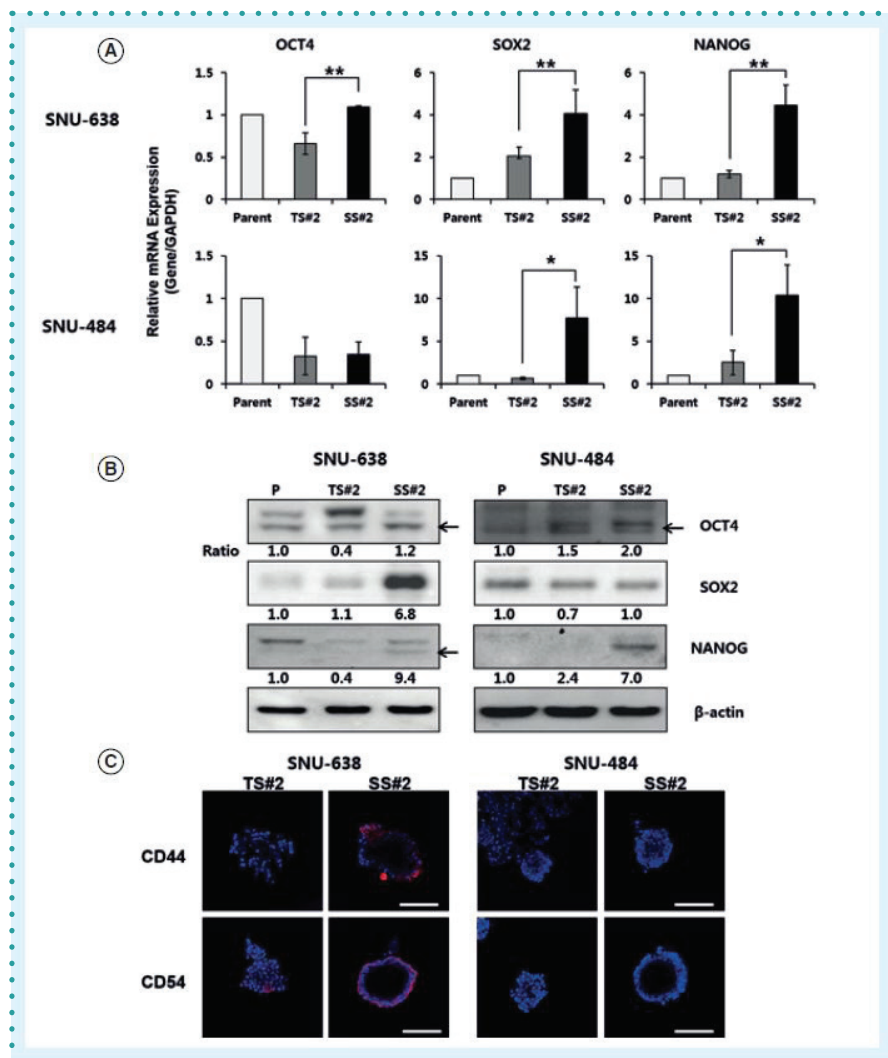 A
OCT4
SOX2
NANOG
SNU-638
SNU-484
Relative mRNA Expression
(Gene/GAPDH)
1.5
1
0.5
0
**
Parent TS#2 SS#2
6
4
2
0
**
Parent TS#2 SS#2
6
4
2
0
**
Parent TS#2 SS#2
1.5
1
0.5
0
Parent TS#2 SS#2
15
10
5
0
*
Parent TS#2 SS#2
15
10
5
0
*
Parent TS#2 SS#2
B
SNU-638 SNU-484
P TS#2 SS#2 P TS#2 SS#2
OCT4
Ratio 1.0 0.4 1.2 1.0 1.5 2.0
SOX2
1.0 1.1 6.8 1.0 0.7 1.0
NANOG
1.0 0.4 9.4 1.0 2.4 7.0
β-actin
C
SNU-638 SNU-484
TS#2 SS#2 TS#2 SS#2
CD44
CD54